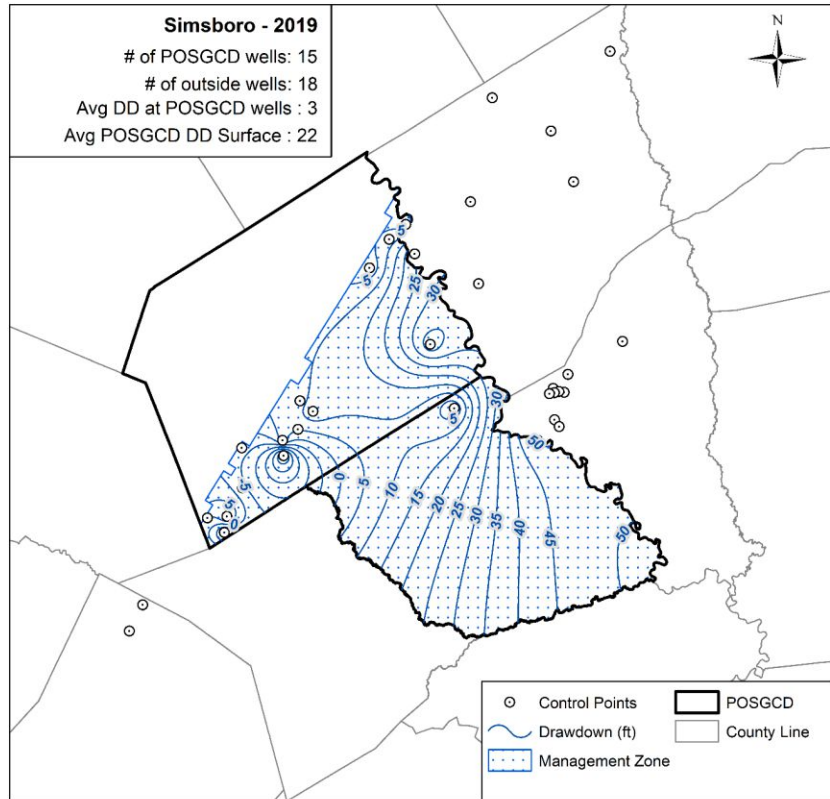 Simsboro - 2019
# of POSGCD wells: 15
# of outside wells: 18
Avg DD at POSGCD wells : 3
Avg POSGCD DD Surface : 22
N
5
5
25
30
30
5
50
5
0
5
0
5
10
15
20
25
30
35
40
45
50
Control Points
POSGCD
Drawdown (ft)
County Line
Management Zone